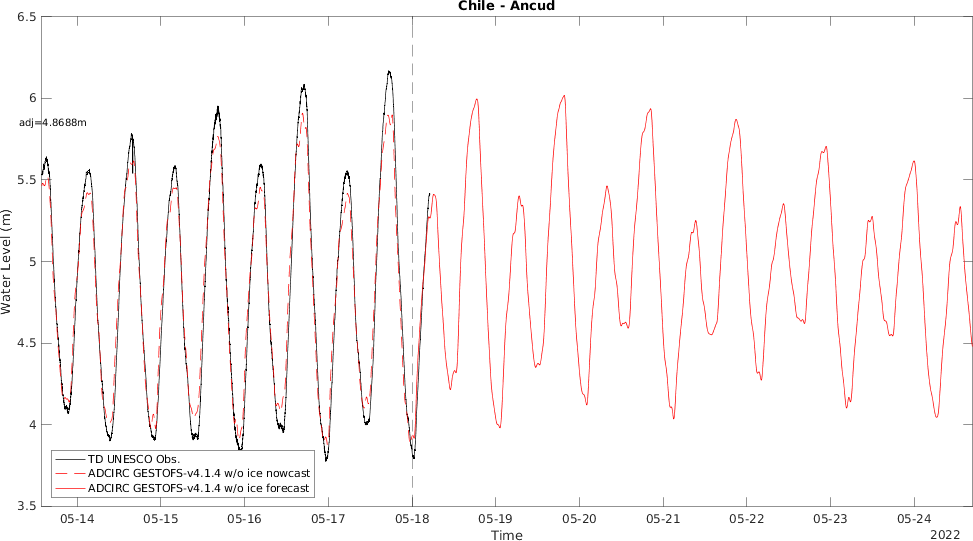 Chile - Ancud
6.5
6
adj=4.8688m
5.5
5
4.5
4
3.5
Water Level (m)
TD UNESCO Obs.
ADCIRC GESTOFS-v4.1.4 w/o ice nowcast
ADCIRC GESTOFS-v4.1.4 w/o ice forecast
05-14 05-15 05-16 05-17 05-18 05-19 05-20 05-21 05-22 05-23 05-24
Time
2022